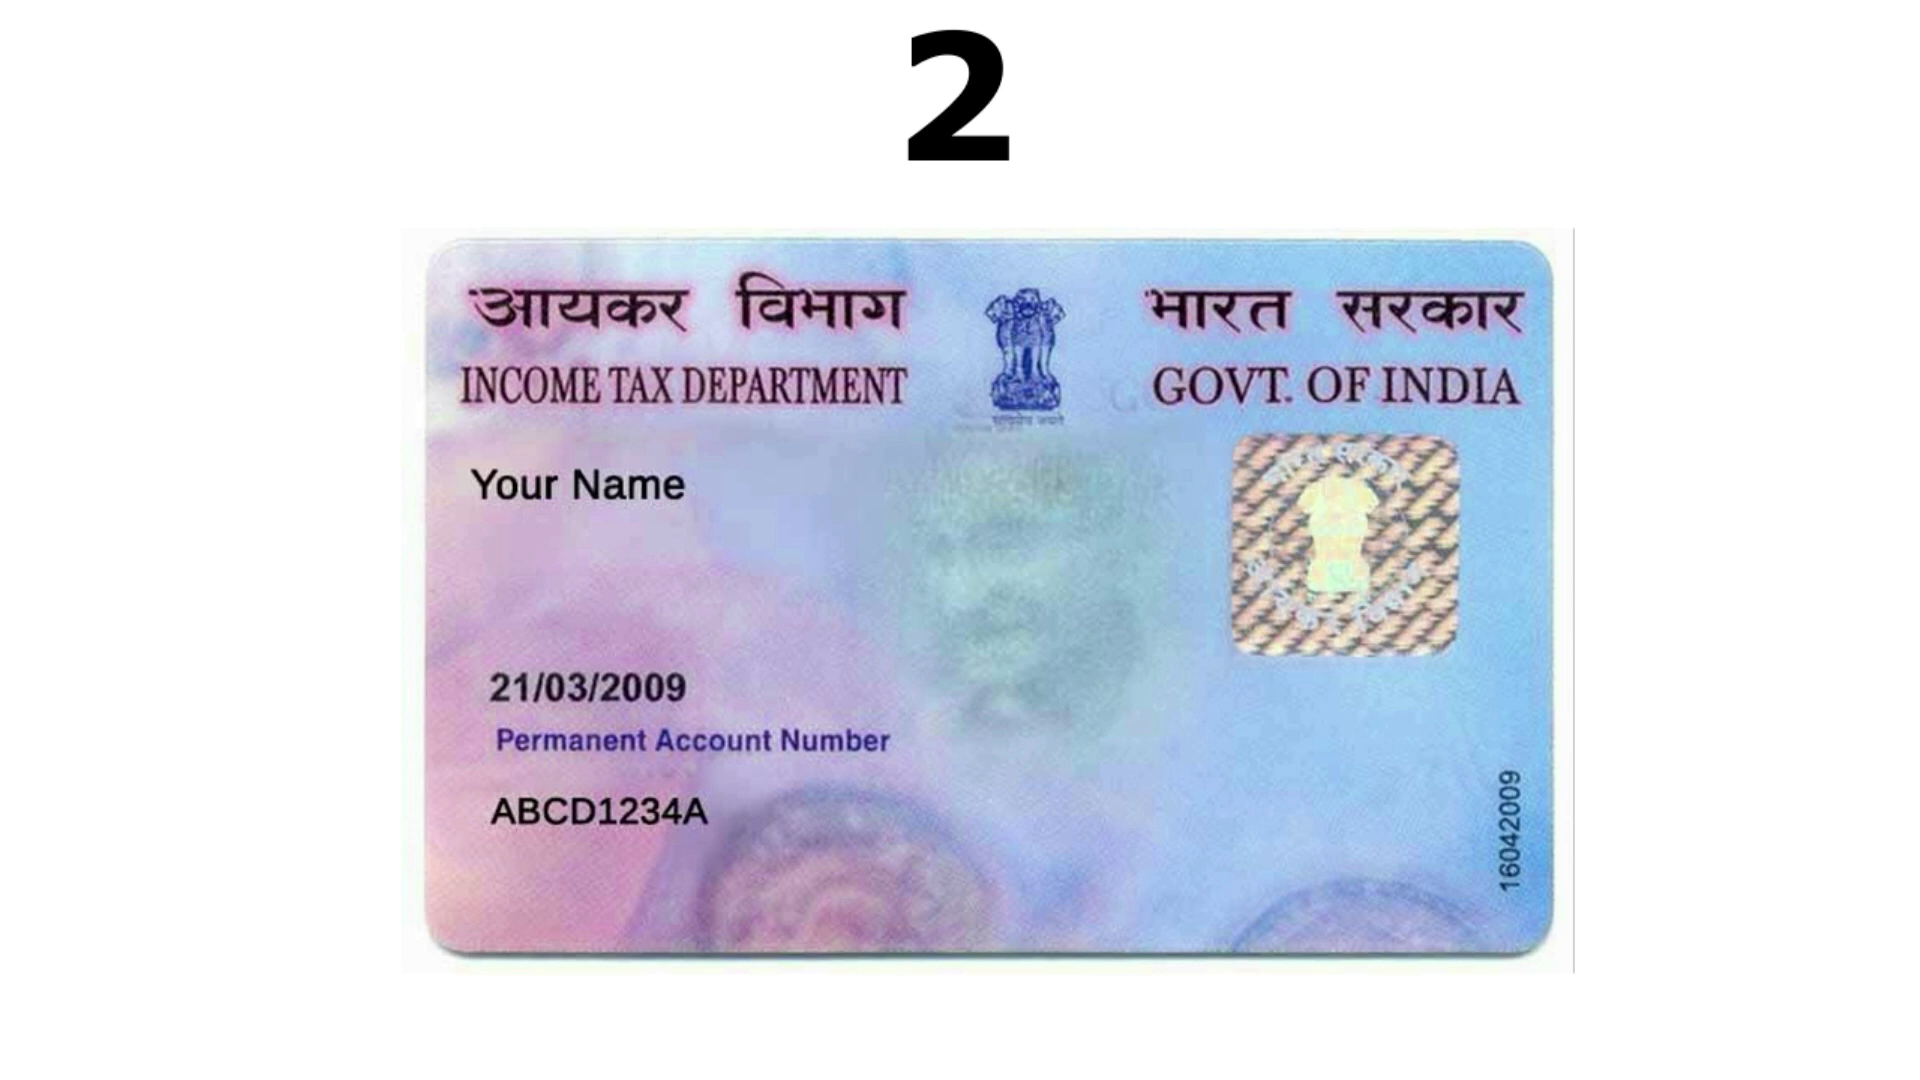 2
आयकर विभाग
भारत सरकार
INCOME TAX DEPARTMENT
GOVT. OF INDIA
Your Name
21/03/2009
Permanent Account Number
ABCD1234A
16042009